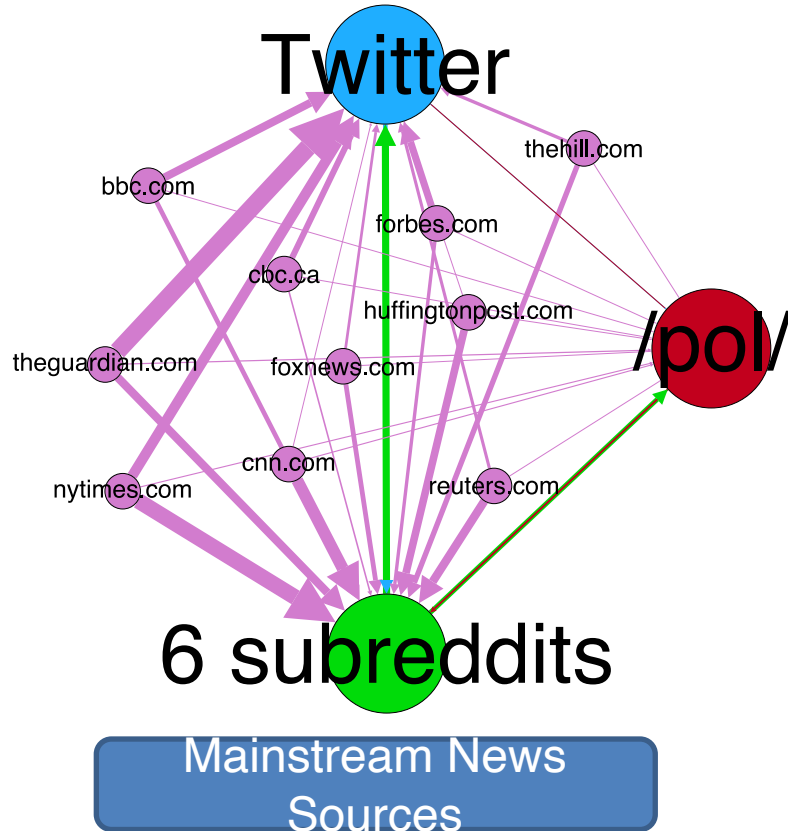 Twitter
thehill.com
bbc.com
forbes.com
cbc.ca
huffingtonpost.com
/pol/
theguardian.com
foxnews.com
cnn.com
nytimes.com
reuters.com
6 subreddits
Mainstream News
Sources